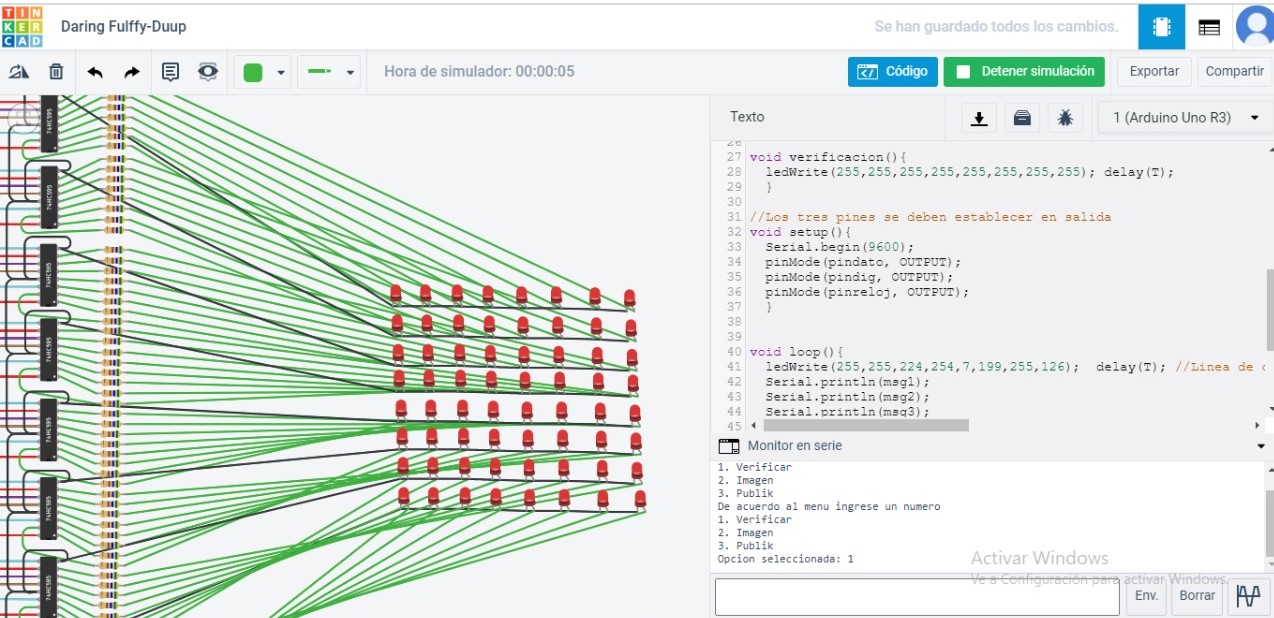 TIN
KER
CAD
Daring Fulffy-Duup
Se han guardado todos los cambios.
Hora de simulador: 00:00:05
Código
Detener simulación
Exportar
Compartir
Texto
1 (Arduino Uno R3)
26
27 void verificacion(){
28 ledWrite(255,255,255,255,255,255,255,255); delay(T);
29 }
30
31 //Los tres pines se deben establecer en salida
32 void setup(){
33 Serial.begin(9600);
34 pinMode(pindato, OUTPUT);
35 pinMode(pindig, OUTPUT);
36 pinMode(pinreloj, OUTPUT);
37 }
38
39
40 void loop(){
41 ledWrite(255,255,224,254,7,199,255,126); delay(T); //Linea de
42 Serial.println(msg1);
43 Serial.println(msg2);
44 Serial.println(msg3);
45
Monitor en serie
1. Verificar
2. Imagen
3. Publik
De acuerdo al menu ingrese un numero
1. Verificar
2. Imagen
3. Publik
Opcion seleccionada: 1
Activar Windows
Ve a Configuración para activar Windows.
Env.
Borrar
74HC595
74HC595
74HC595
74HC595
74HC595
74HC595
74HC595